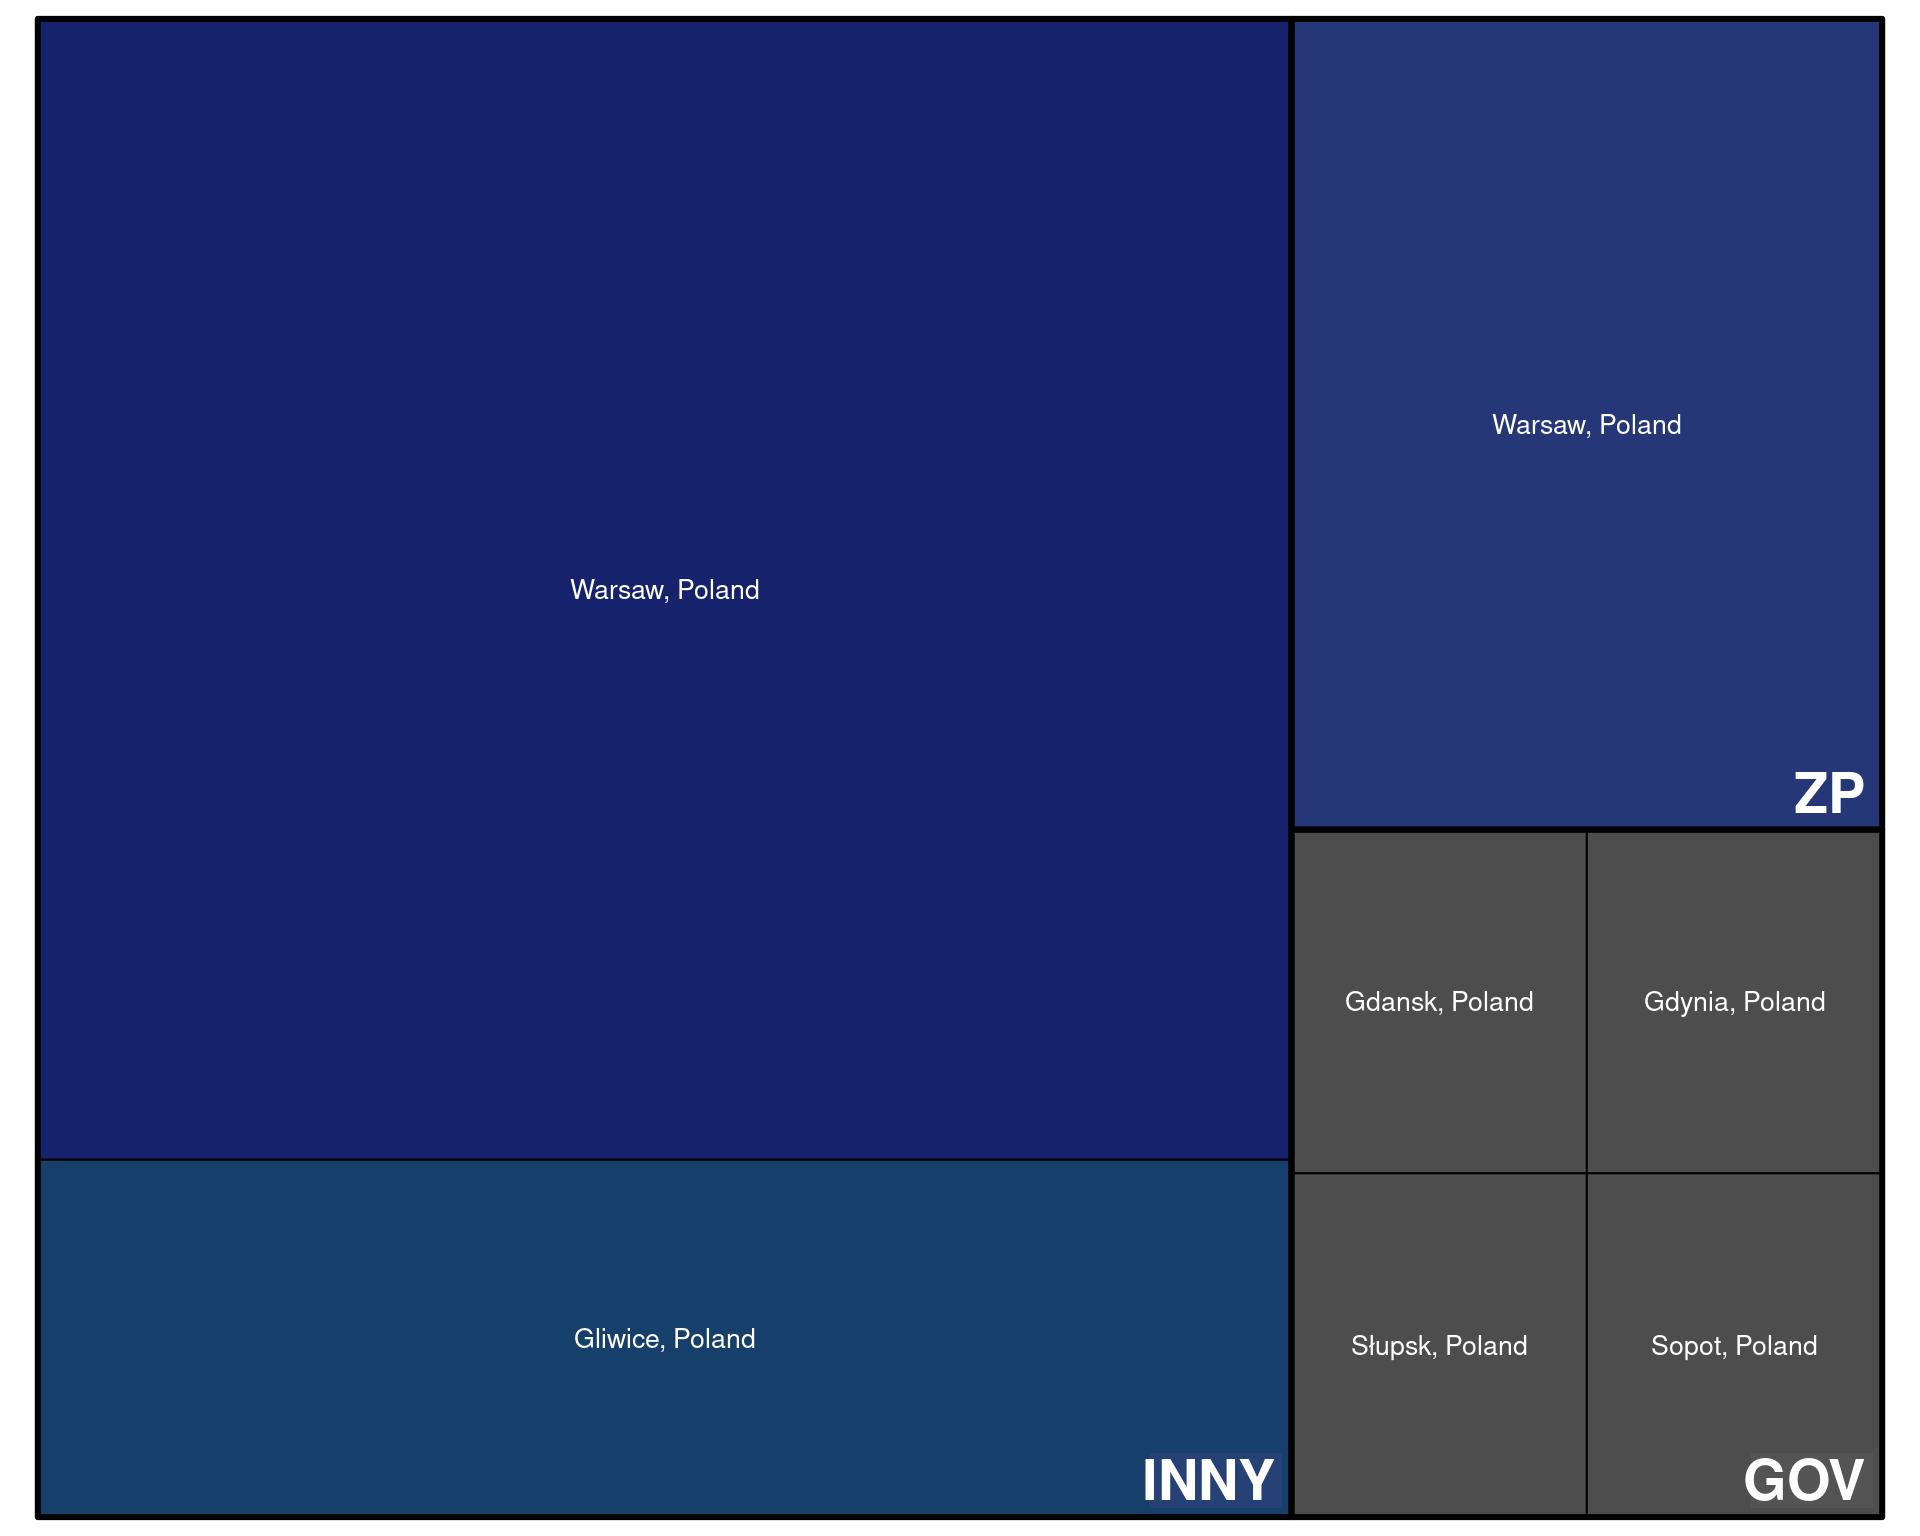 Warsaw, Poland
Gliwice, Poland
INNY
Warsaw, Poland
ZP
Gdansk, Poland
Gdynia, Poland
Słupsk, Poland
Sopot, Poland
GOV